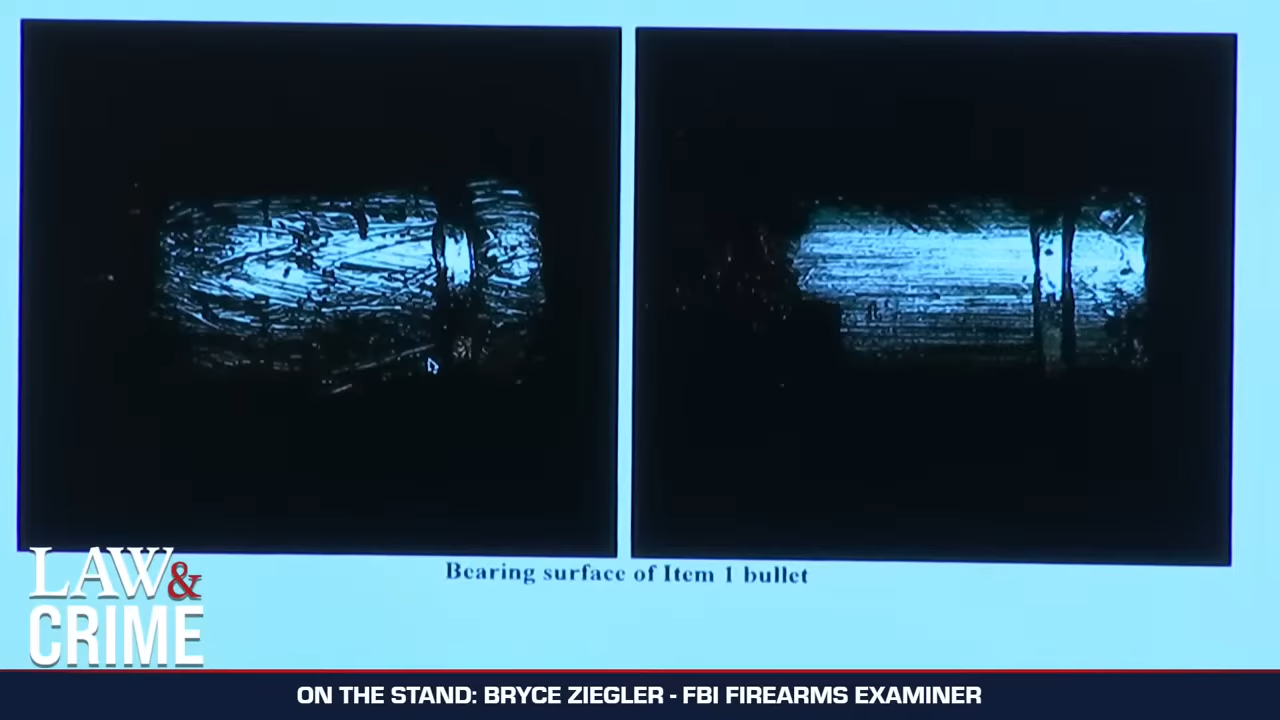 Bearing surface of Item 1 bullet
LAW&
CRIME
ON THE STAND: BRYCE ZIEGLER - FBI FIREARMS EXAMINER